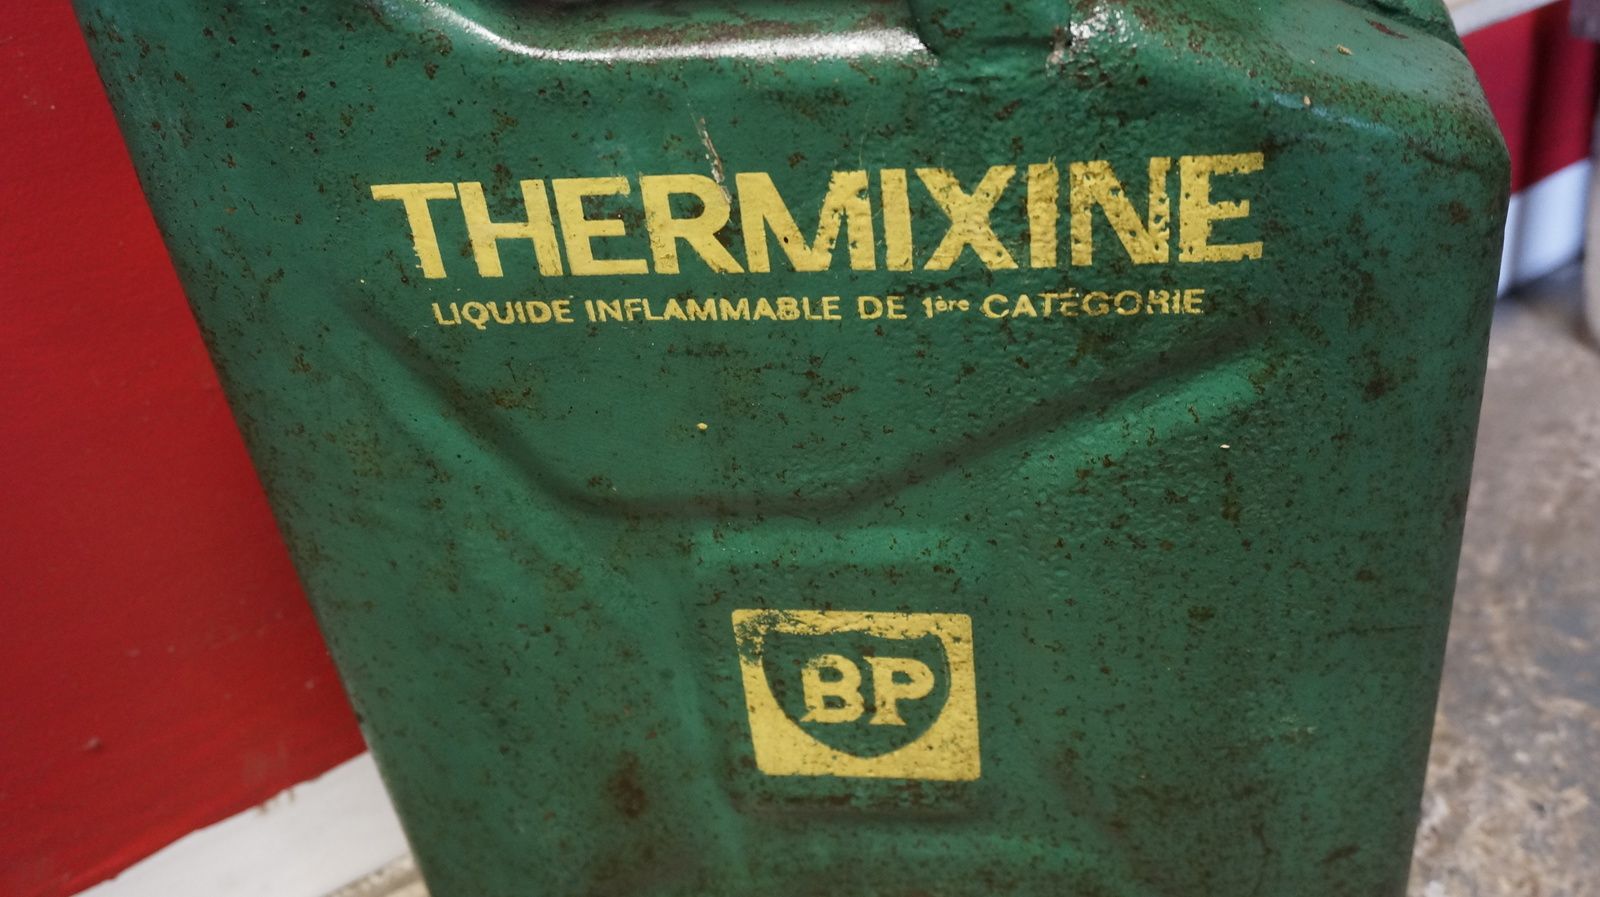 THERMIXINE
LIQUIDE INFLAMMABLE DE 1ère CATÉGORIE
BP